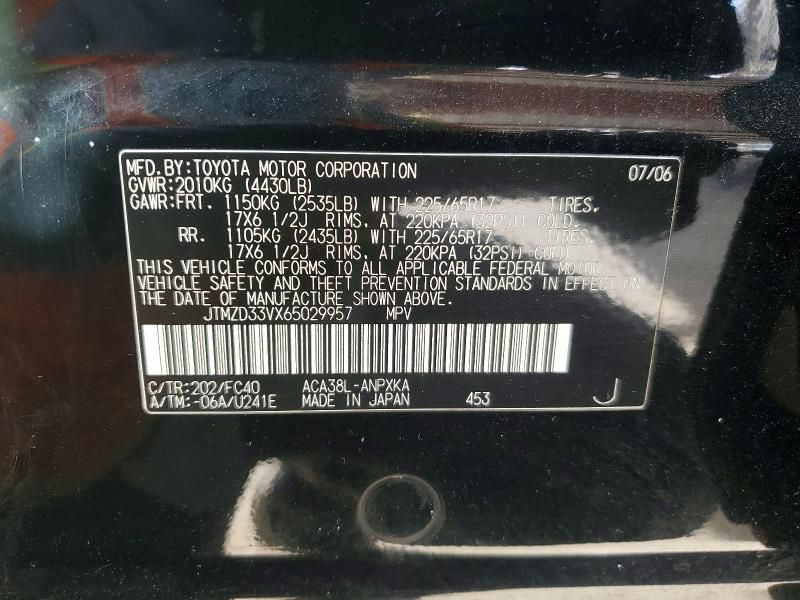 MFD.BY:TOYOTA MOTOR CORPORATION 07/06
GVWR:2010KG (4430LB)
GAWR:FRT. 1150KG (2535LB) WITH 225/65R17 TIRES,
17X6 1/2J RIMS, AT 220KPA (32PSI) COLD.
RR. 1105KG (2435LB) WITH 225/65R17 TIRES,
17X6 1/2J RIMS, AT 220KPA (32PSI) COLD.
THIS VEHICLE CONFORMS TO ALL APPLICABLE FEDERAL MOTOR
VEHICLE SAFETY AND THEFT PREVENTION STANDARDS IN EFFECT ON
THE DATE OF MANUFACTURE SHOWN ABOVE.
JTMZD33VX65029957 MPV
C/TR:202/FC40 ACA38L-ANPXKA
A/TM:-06A/U241E MADE IN JAPAN 453 J